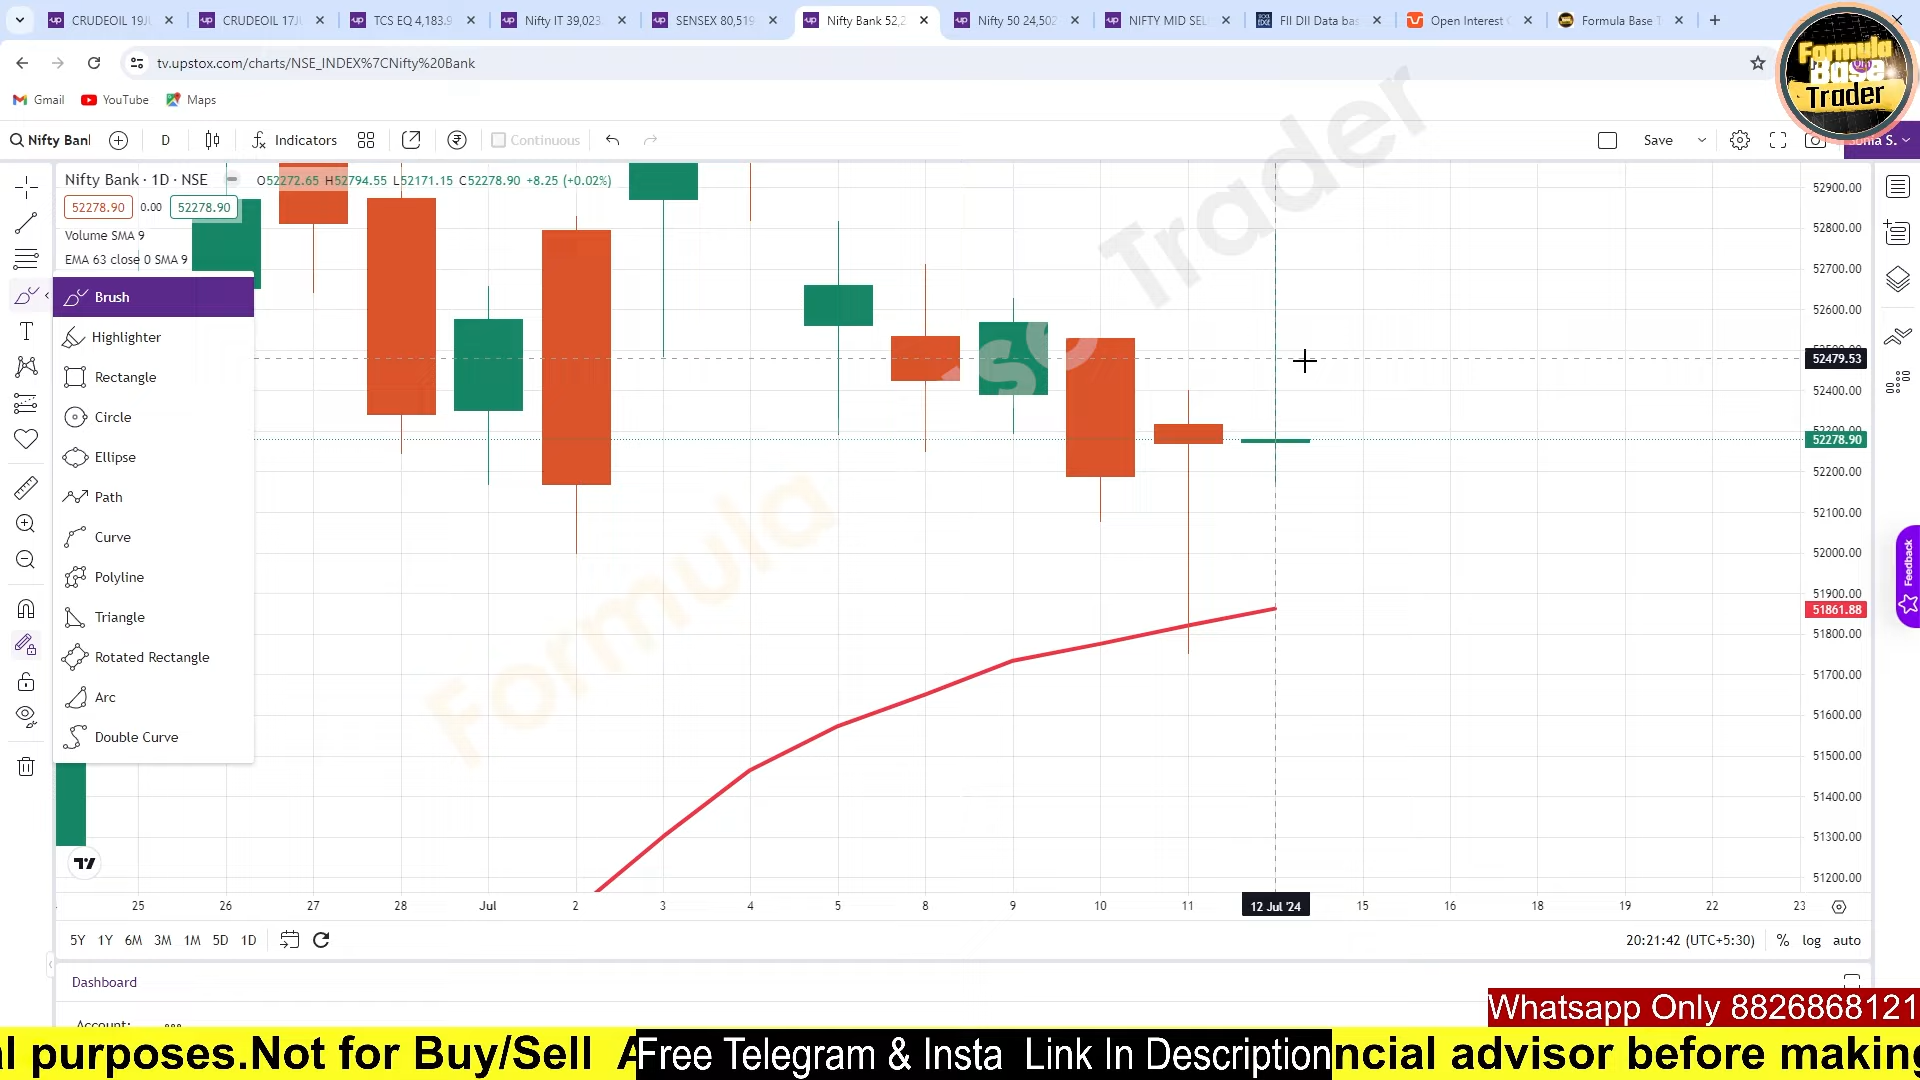 CRUDEOIL 19JU
CRUDEOIL 17JU
TCS EQ 4,183.9
Nifty IT 39,023
SENSEX 80,519
Nifty Bank 52,2
Nifty 50 24,502
NIFTY MID SEL
FII DII Data bas
Open Interest C
Formula Base T
tv.upstox.com/charts/NSE_INDEX%7CNifty%20Bank
Gmail
YouTube
Maps
Formula
Base
Trader
Nifty Banl
D
Indicators
Continuous
Save
Sonia S.
Nifty Bank · 1D · NSE
O52272.65 H52794.55 L52171.15 C52278.90 +8.25 (+0.02%)
52278.90 0.00 52278.90
Volume SMA 9
EMA 63 close 0 SMA 9
Brush
Highlighter
Rectangle
Circle
Ellipse
Path
Curve
Polyline
Triangle
Rotated Rectangle
Arc
Double Curve
Formula
Trader
52900.00
52800.00
52700.00
52600.00
52479.53
52400.00
52300.00
52278.90
52200.00
52100.00
52000.00
51900.00
51861.88
51800.00
51700.00
51600.00
51500.00
51400.00
51300.00
51200.00
Feedback
25 26 27 28 Jul 2 3 4 5 8 9 10 11 12 Jul '24 15 16 18 19 22 23
5Y 1Y 6M 3M 1M 5D 1D
20:21:42 (UTC+5:30) % log auto
Dashboard
Account:
Whatsapp Only 8826868121
al purposes.Not for Buy/Sell A
Free Telegram & Insta Link In Description
ncial advisor before making